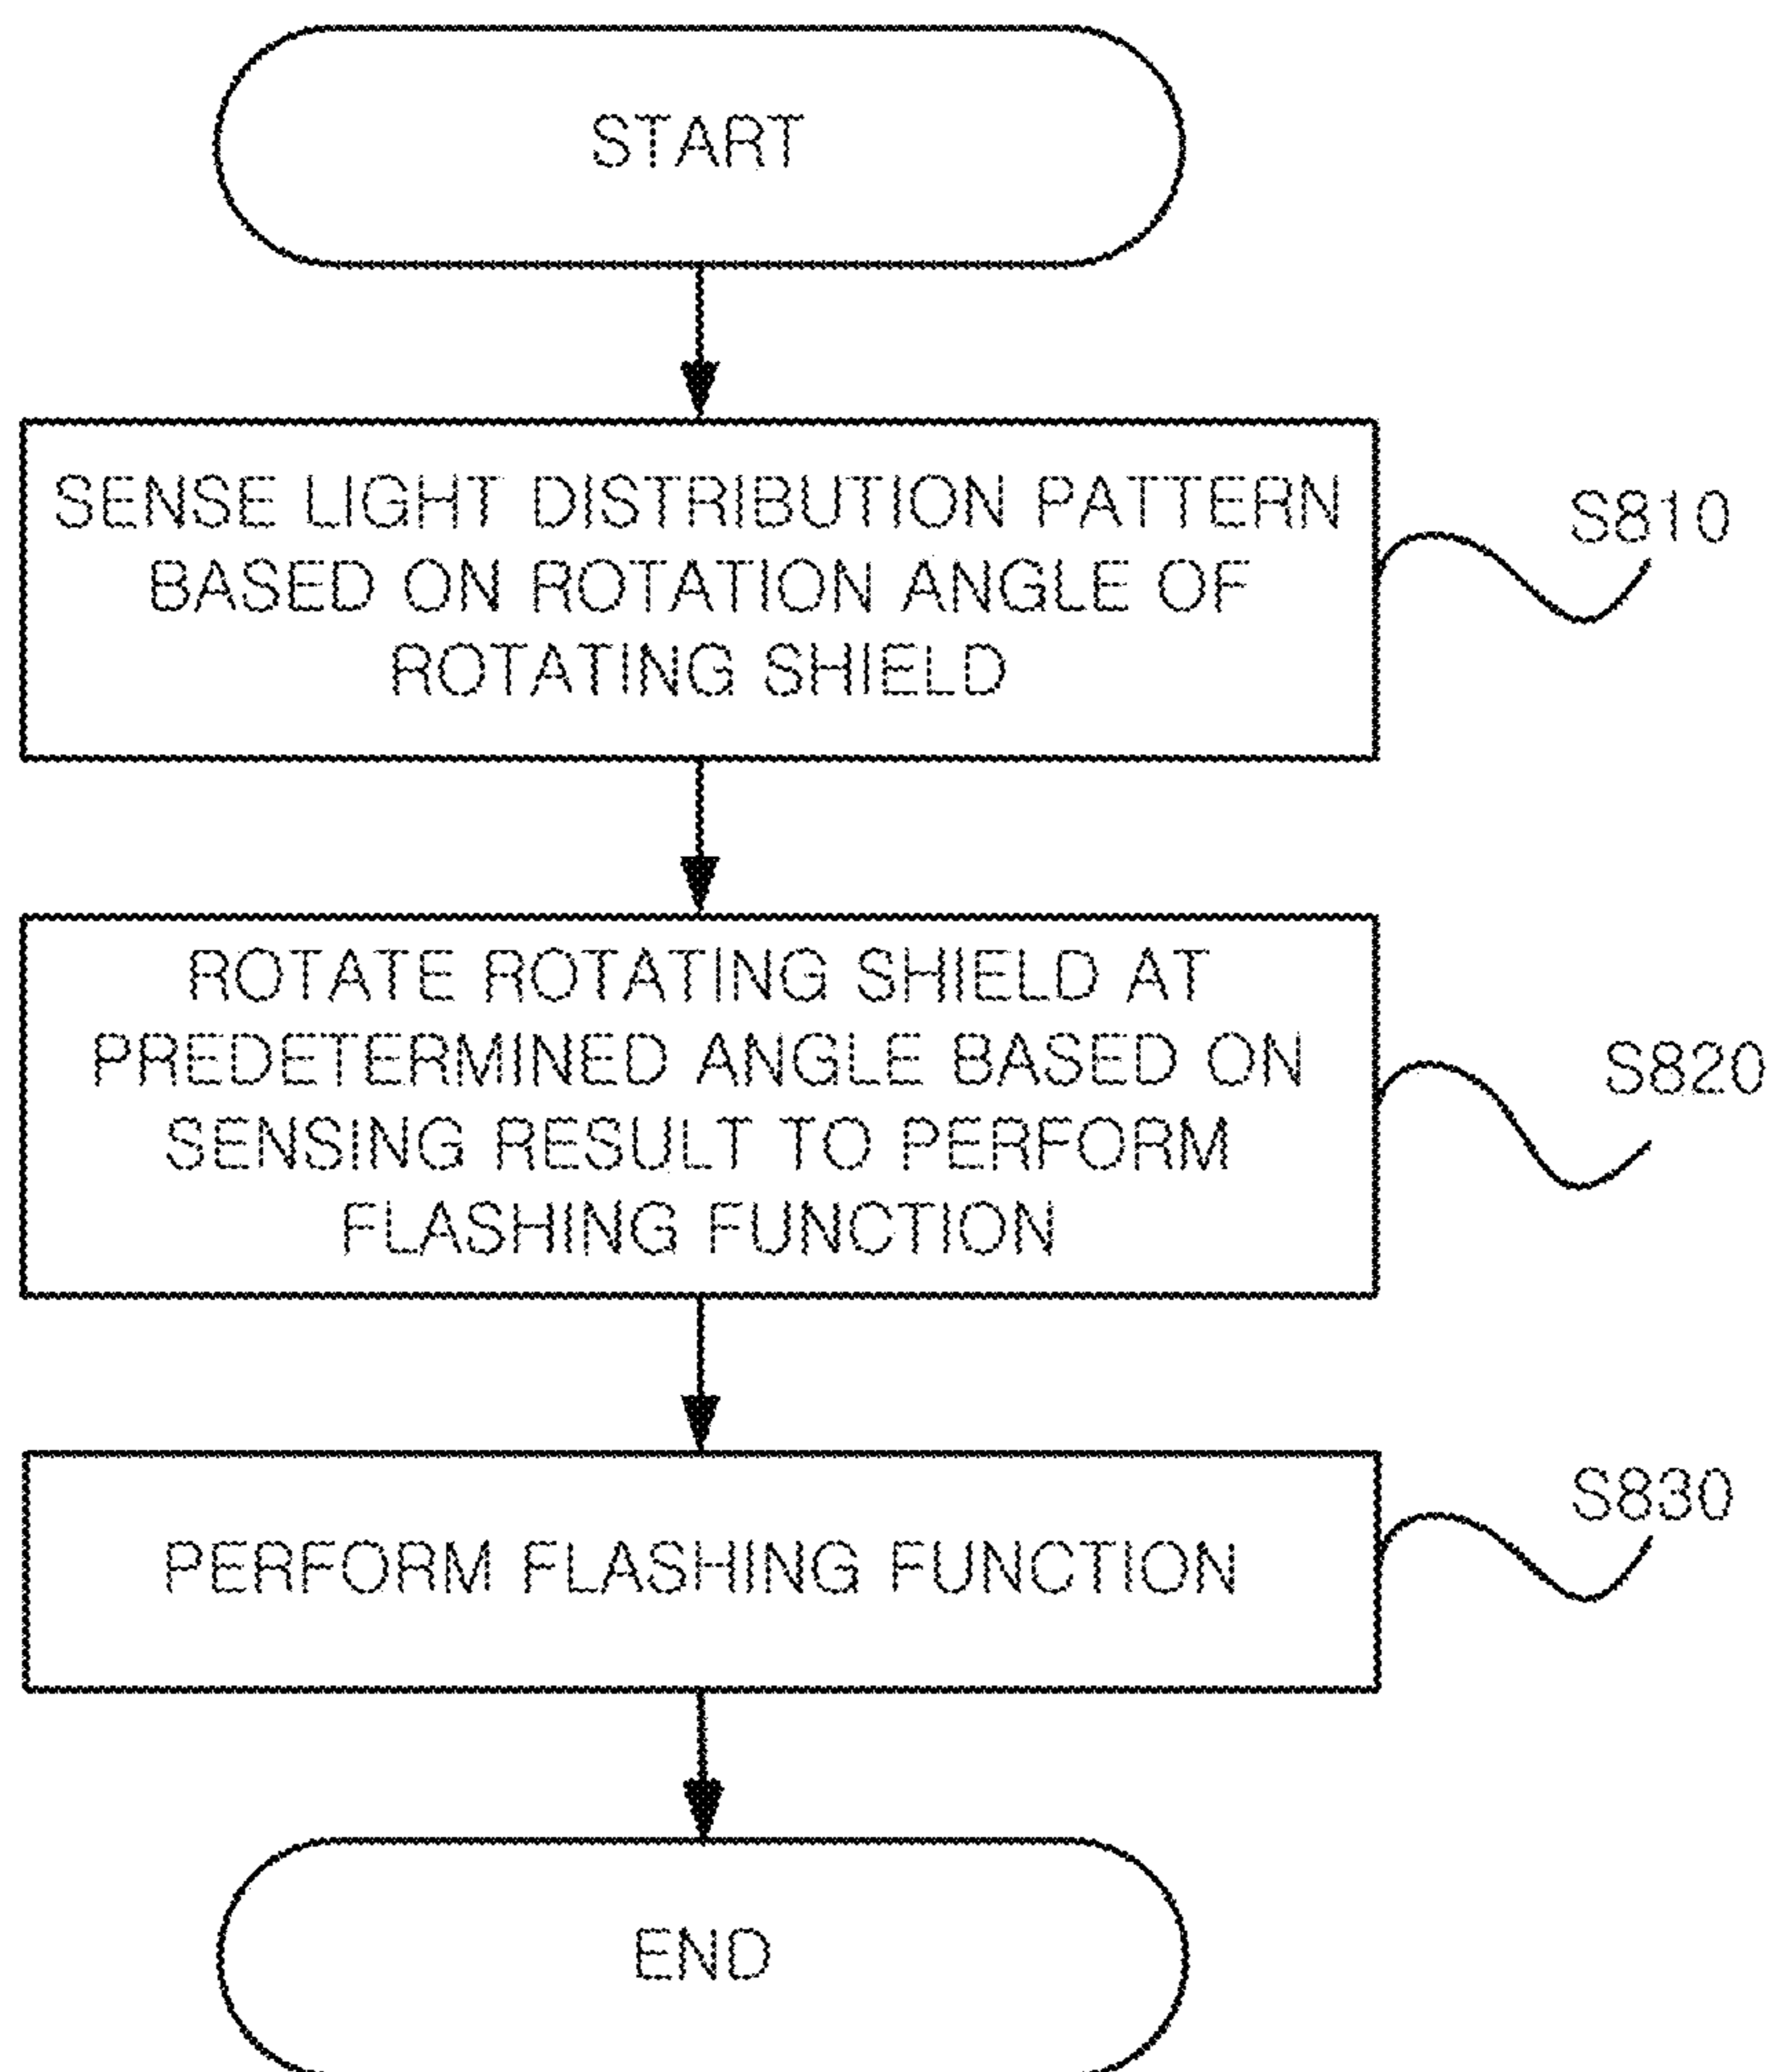 START
SENSE LIGHT DISTRIBUTION PATTERN
BASED ON ROTATION ANGLE OF
ROTATING SHIELD
S810
ROTATE ROTATING SHIELD AT
PREDETERMINED ANGLE BASED ON
SENSING RESULT TO PERFORM
FLASHING FUNCTION
S820
PERFORM FLASHING FUNCTION
S830
END